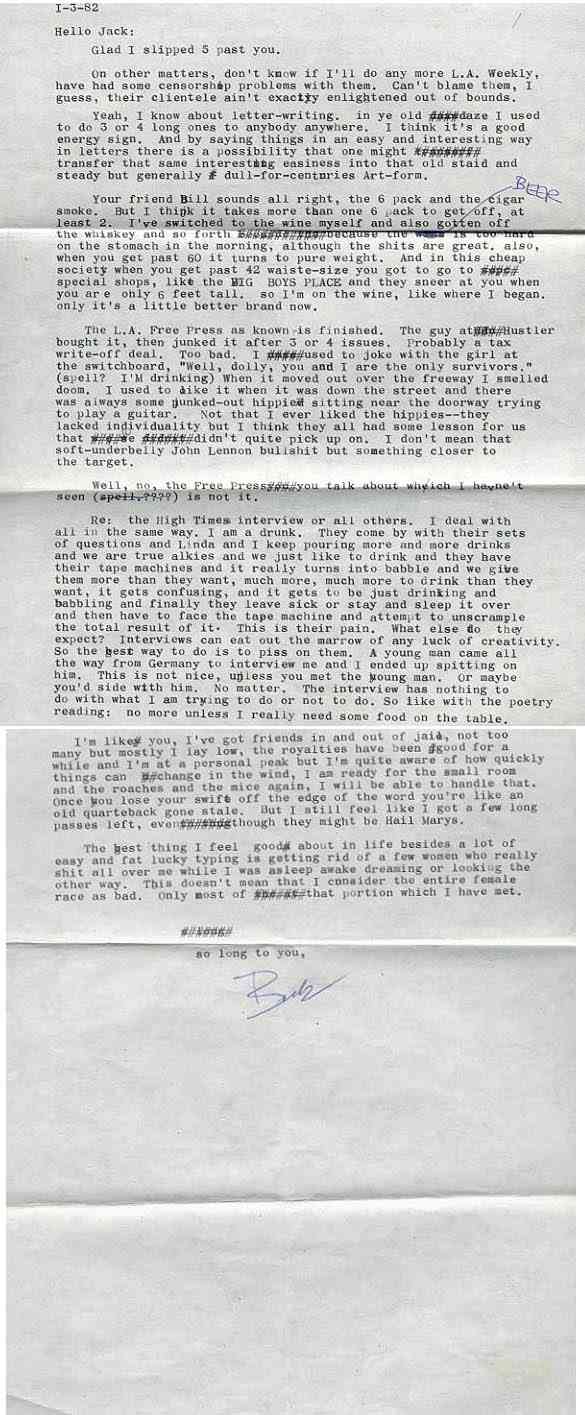 I-3-82
Hello Jack:
Glad I slipped 5 past you.
On other matters, don't know if I'll do any more L.A. Weekly,
have had some censorship problems with them. Can't blame them, I
guess, their clientele ain't exactly enlightened out of bounds.
Yeah, I know about letter-writing. in ye old ####daze I used
to do 3 or 4 long ones to anybody anywhere. I think it's a good
energy sign. And by saying things in an easy and interesting way
in letters there is a possibility that one might ########
transfer that same interesting easiness into that old staid and
steady but generally dull-for-centuries Art-form.
BEER
Your friend Bill sounds all right, the 6 pack and the cigar
smoke. But I think it takes more than one 6 pack to get off, at
least 2. I've switched to the wine myself and also gotten off
the whiskey and so forth ##########because the is too hard
on the stomach in the morning, although the shits are great. also,
when you get past 60 it turns to pure weight. And in this cheap
society when you get past 42 waiste-size you got to go to #####
special shops, like the BIG BOYS PLACE and they sneer at you when
you are only 6 feet tall. so I'm on the wine, like where I began.
only it's a little better brand now.
The L.A. Free Press as known is finished. The guy at####Hustler
bought it, then junked it after 3 or 4 issues. Probably a tax
write-off deal. Too bad. I #####used to joke with the girl at
the switchboard, "Well, dolly, you and I are the only survivors."
(spell? I'M drinking) When it moved out over the freeway I smelled
doom. I used to like it when it was down the street and there
was always some junked-out hippied sitting near the doorway trying
to play a guitar. Not that I ever liked the hippies--they
lacked individuality but I think they all had some lesson for us
that didn't quite pick up on. I don't mean that
soft-underbelly John Lennon bullshit but something closer to
the target.
Well, no, the Free Press####you talk about which I haven't
seen (spell.????) is not it.
Re: the High Times interview or all others. I deal with
all in the same way. I am a drunk. They come by with their sets
of questions and Linda and I keep pouring more and more drinks
and we are true alkies and we just like to drink and they have
their tape machines and it really turns into babble and we give
them more than they want, much more, much more to drink than they
want, it gets confusing, and it gets to be just drinking and
babbling and finally they leave sick or stay and sleep it over
and then have to face the tape machine and attempt to unscrample
the total result of it. This is their pain. What else do they
expect? Interviews can eat out the marrow of any luck of creativity.
So the best way to do is to piss on them. A young man came all
the way from Germany to interview me and I ended up spitting on
him. This is not nice, unless you met the young man. Or maybe
you'd side with him. No matter. The interview has nothing to
do with what I am trying to do or not to do. So like with the poetry
reading: no more unless I really need some food on the table.
I'm like you, I've got friends in and out of jail, not too
many but mostly I lay low, the royalties have been good for a
while and I'm at a personal peak but I'm quite aware of how quickly
things can ##change in the wind, I am ready for the small room
and the roaches and the mice again, I will be able to handle that.
Once you lose your swift off the edge of the word you're like an
old quarteback gone stale. But I still feel like I got a few long
passes left, even#######though they might be Hail Marys.
The best thing I feel good about in life besides a lot of
easy and fat lucky typing is getting rid of a few women who really
shit all over me while I was asleep awake dreaming or looking the
other way. This doesn't mean that I cnsider the entire female
race as bad. Only most of ######that portion which I have met.
so long to you,
Buk